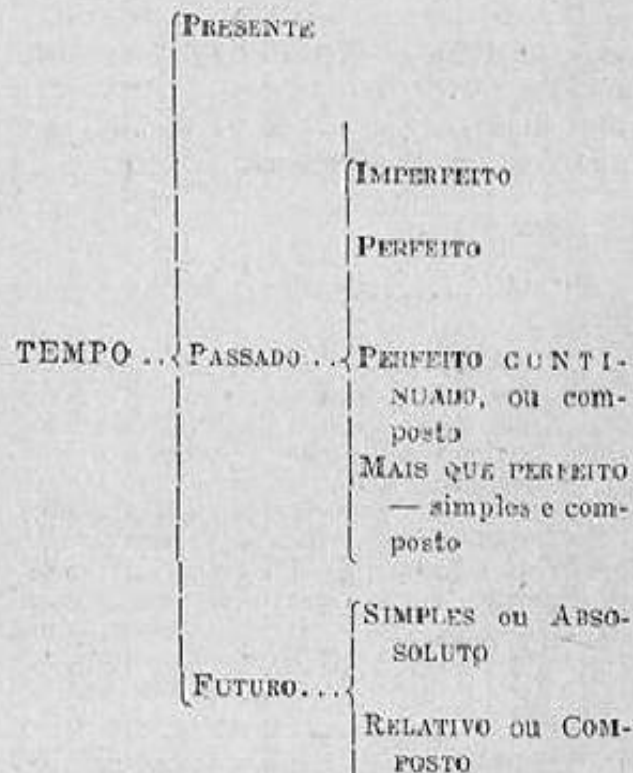 PRESENTE
IMPERFEITO
PERFEITO
TEMPO .. PASSADO ... PERFEITO CONTI-
NUADO, ou com-
posto
MAIS QUE PERFEITO
— simples e com-
posto
SIMPLES ou ABSO-
SOLUTO
FUTURO...
RELATIVO ou COM-
POSTO